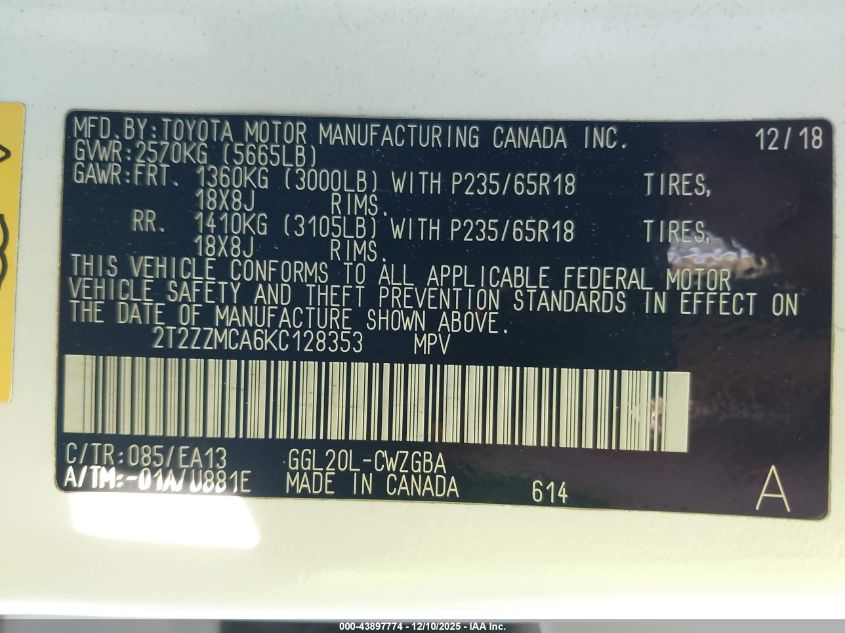 MFD.BY:TOYOTA MOTOR MANUFACTURING CANADA INC. 12/18
GVWR:2570KG (5665LB)
GAWR:FRT. 1360KG (3000LB) WITH P235/65R18 TIRES,
18X8J RIMS.
RR. 1410KG (3105LB) WITH P235/65R18 TIRES,
18X8J RIMS.
THIS VEHICLE CONFORMS TO ALL APPLICABLE FEDERAL MOTOR
VEHICLE SAFETY AND THEFT PREVENTION STANDARDS IN EFFECT ON
THE DATE OF MANUFACTURE SHOWN ABOVE.
2T2ZZMCA6KC128353 MPV
C/TR:085/EA13 GGL20L-CWZGBA
A/TM:-01A/U881E MADE IN CANADA 614 A
000-43897774 — 12/10/2025 — IAA Inc.